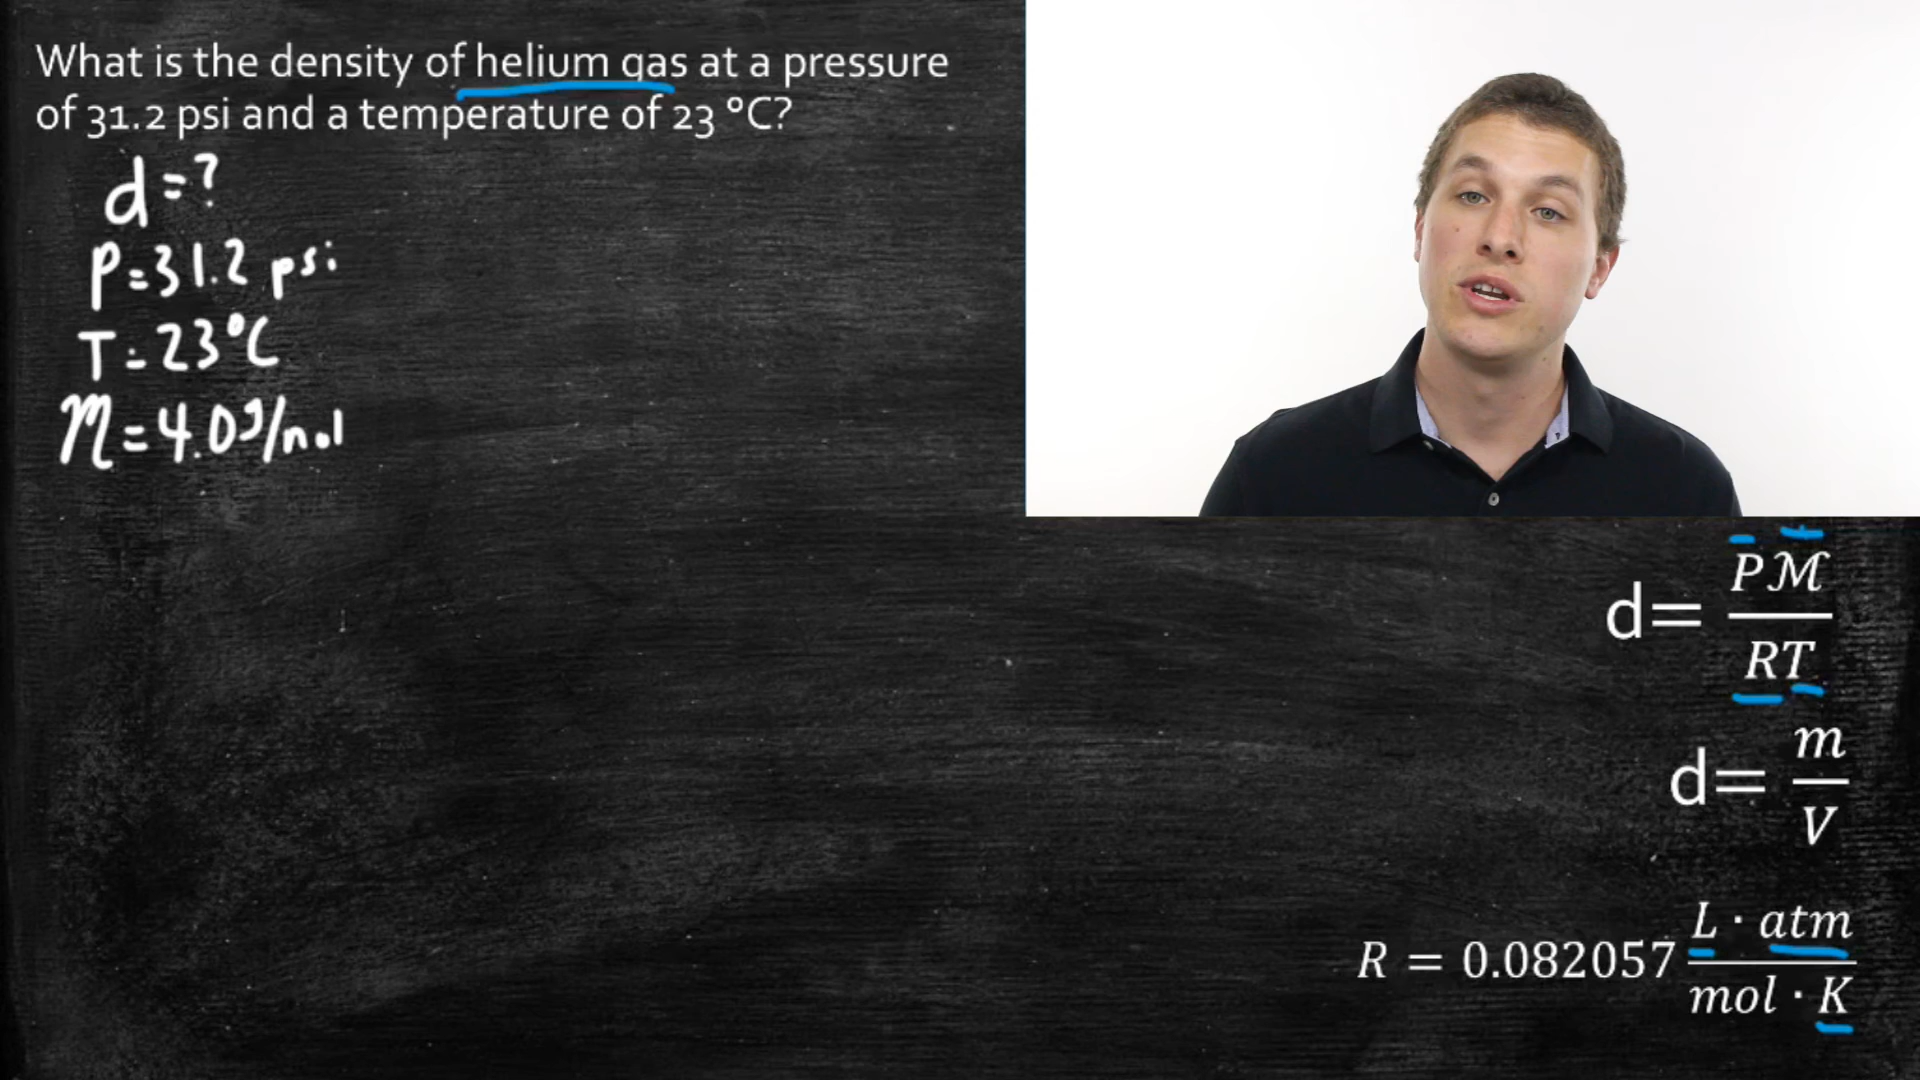 What is the density of helium gas at a pressure
of 31.2 psi and a temperature of 23 °C?
d=?
P=31.2 psi
T=23°C
ℳ=4.0g/mol
d= Pℳ
RT
d= m
V
R = 0.082057 L · atm
mol · K